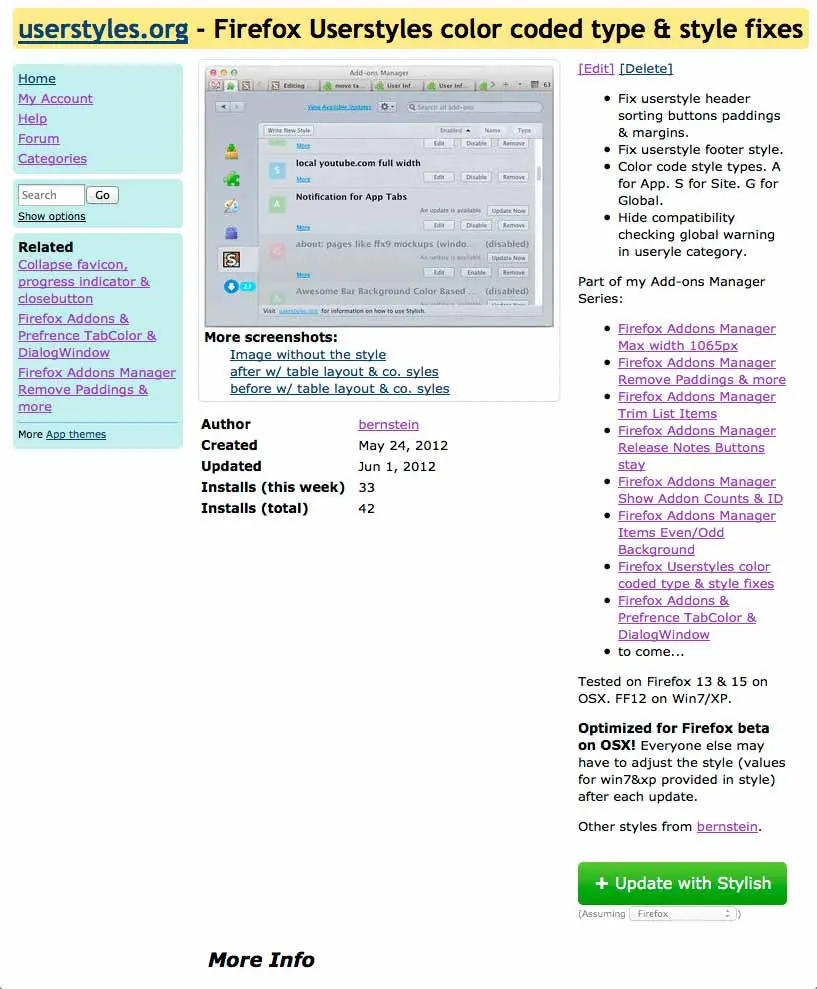 userstyles.org - Firefox Userstyles color coded type & style fixes
Home
My Account
Help
Forum
Categories
Search Go
Show options
Related
Collapse favicon,
progress indicator &
closebutton
Firefox Addons &
Prefrence TabColor &
DialogWindow
Firefox Addons Manager
Remove Paddings &
more
More App themes
Add-ons Manager
Editing ...
move ta...
User Inf...
User Inf...
63
View Available Updates
Search all add-ons
Write New Style
Enabled
Name
Type
More
Edit Disable Remove
S
local youtube.com full width
More
Edit Disable Remove
A
Notification for App Tabs
An update is available Update Now
More
Edit Disable Remove
G
about: pages like ffx9 mockups (windo... (disabled)
An update is available Update Now
More
Edit Enable Remove
A
Awesome Bar Background Color Based ... (disabled)
Visit userstyles.org for information on how to use Stylish.
More screenshots:
Image without the style
after w/ table layout & co. syles
before w/ table layout & co. syles
Author bernstein
Created May 24, 2012
Updated Jun 1, 2012
Installs (this week) 33
Installs (total) 42
[Edit] [Delete]
• Fix userstyle header
sorting buttons paddings
& margins.
• Fix userstyle footer style.
• Color code style types. A
for App. S for Site. G for
Global.
• Hide compatibility
checking global warning
in useryle category.
Part of my Add-ons Manager
Series:
• Firefox Addons Manager
Max width 1065px
• Firefox Addons Manager
Remove Paddings & more
• Firefox Addons Manager
Trim List Items
• Firefox Addons Manager
Release Notes Buttons
stay
• Firefox Addons Manager
Show Addon Counts & ID
• Firefox Addons Manager
Items Even/Odd
Background
• Firefox Userstyles color
coded type & style fixes
• Firefox Addons &
Prefrence TabColor &
DialogWindow
• to come...
Tested on Firefox 13 & 15 on
OSX. FF12 on Win7/XP.
Optimized for Firefox beta
on OSX! Everyone else may
have to adjust the style (values
for win7&xp provided in style)
after each update.
Other styles from bernstein.
+ Update with Stylish
(Assuming Firefox )
More Info